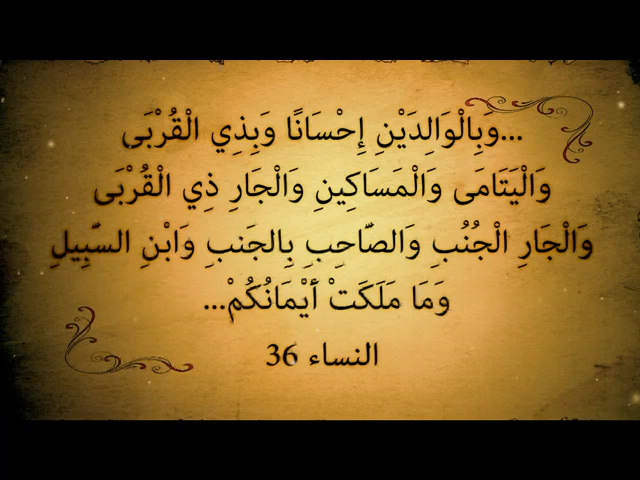 ...وَبِالْوَالِدَيْنِ إِحْسَانًا وَبِذِي الْقُرْبَى
وَالْيَتَامَى وَالْمَسَاكِينِ وَالْجَارِ ذِي الْقُرْبَى
وَالْجَارِ الْجُنُبِ وَالصَّاحِبِ بِالجَنبِ وَابْنِ السَّبِيلِ
وَمَا مَلَكَتْ أَيْمَانُكُمْ...
النساء 36